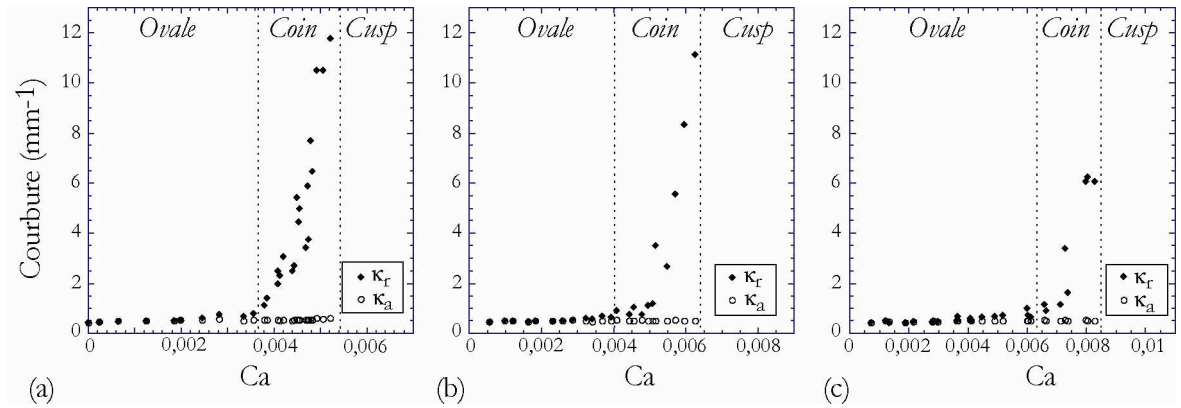 Courbure (mm-1)
12
10
8
6
4
2
0
Ovale Coin Cusp
κr
κa
0 0,002 0,004 0,006
Ca
(a)
12
10
8
6
4
2
0
Ovale Coin Cusp
κr
κa
0 0,002 0,004 0,006 0,008
Ca
(b)
12
10
8
6
4
2
0
Ovale Coin Cusp
κr
κa
0 0,002 0,004 0,006 0,008 0,01
Ca
(c)